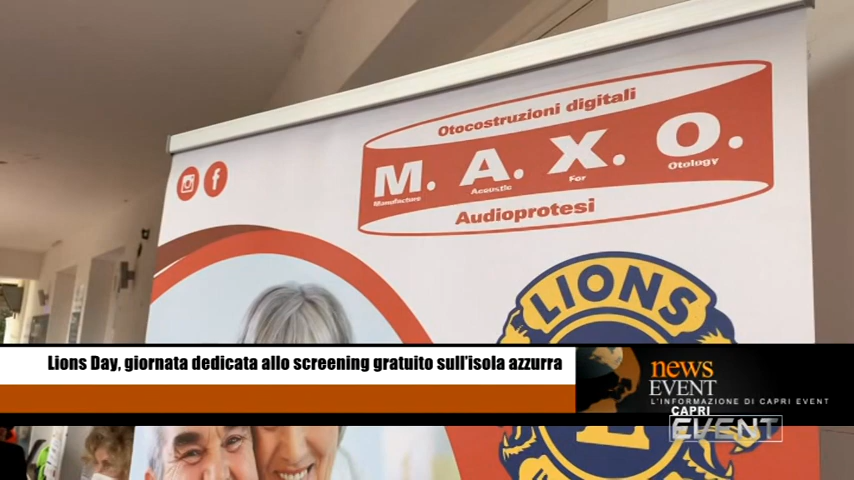 Otocostruzioni digitali
M. A. X. O.
Manufacture Acoustic For Otology
Audioprotesi
LIONS
Lions Day, giornata dedicata allo screening gratuito sull'isola azzurra
news
EVENT
L'INFORMAZIONE DI CAPRI EVENT
CAPRI
EVENT